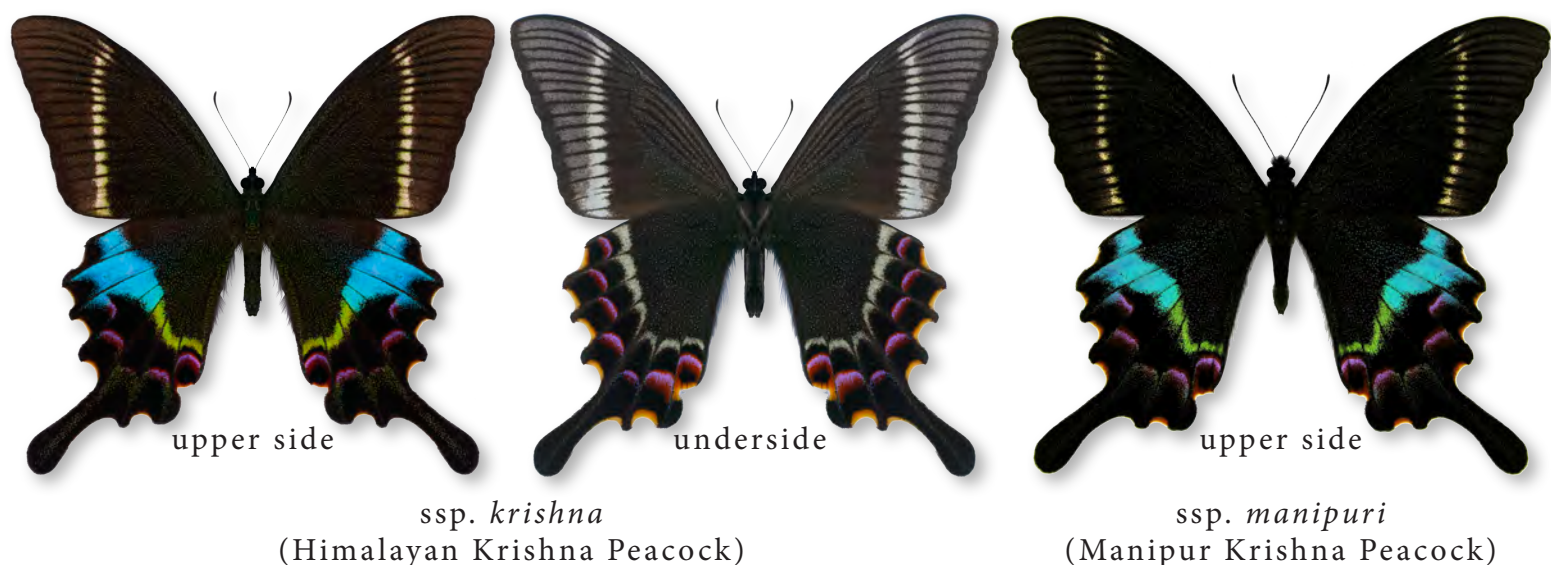 upper side
underside
upper side
ssp. krishna
(Himalayan Krishna Peacock)
ssp. manipuri
(Manipur Krishna Peacock)